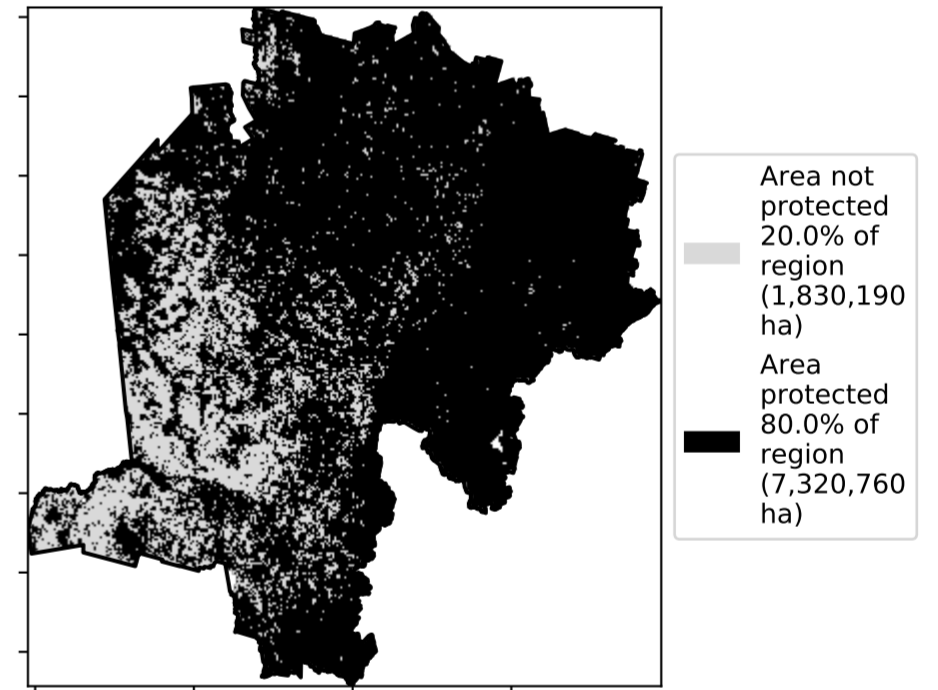 Area not
protected
20.0% of
region
(1,830,190
ha)
Area
protected
80.0% of
region
(7,320,760
ha)